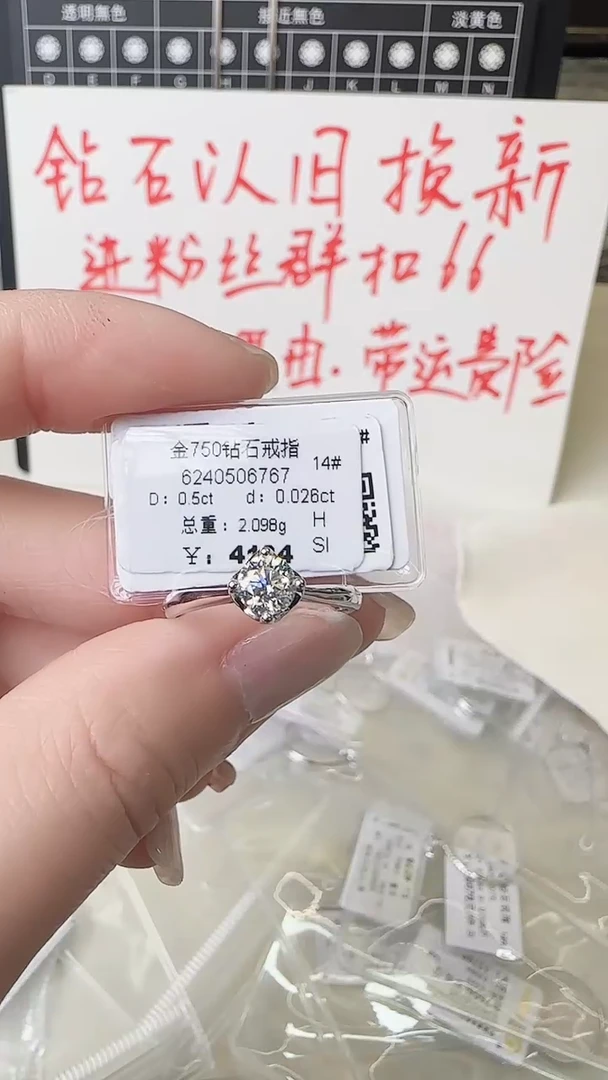 透明無色 接近無色 淡黄色
D E F G H I J K L M N
钻石认旧换新
进粉丝群扣66
由.带运费险
金750钻石戒指
14#
6240506767
D: 0.5ct d: 0.026ct
总重: 2.098g H
SI